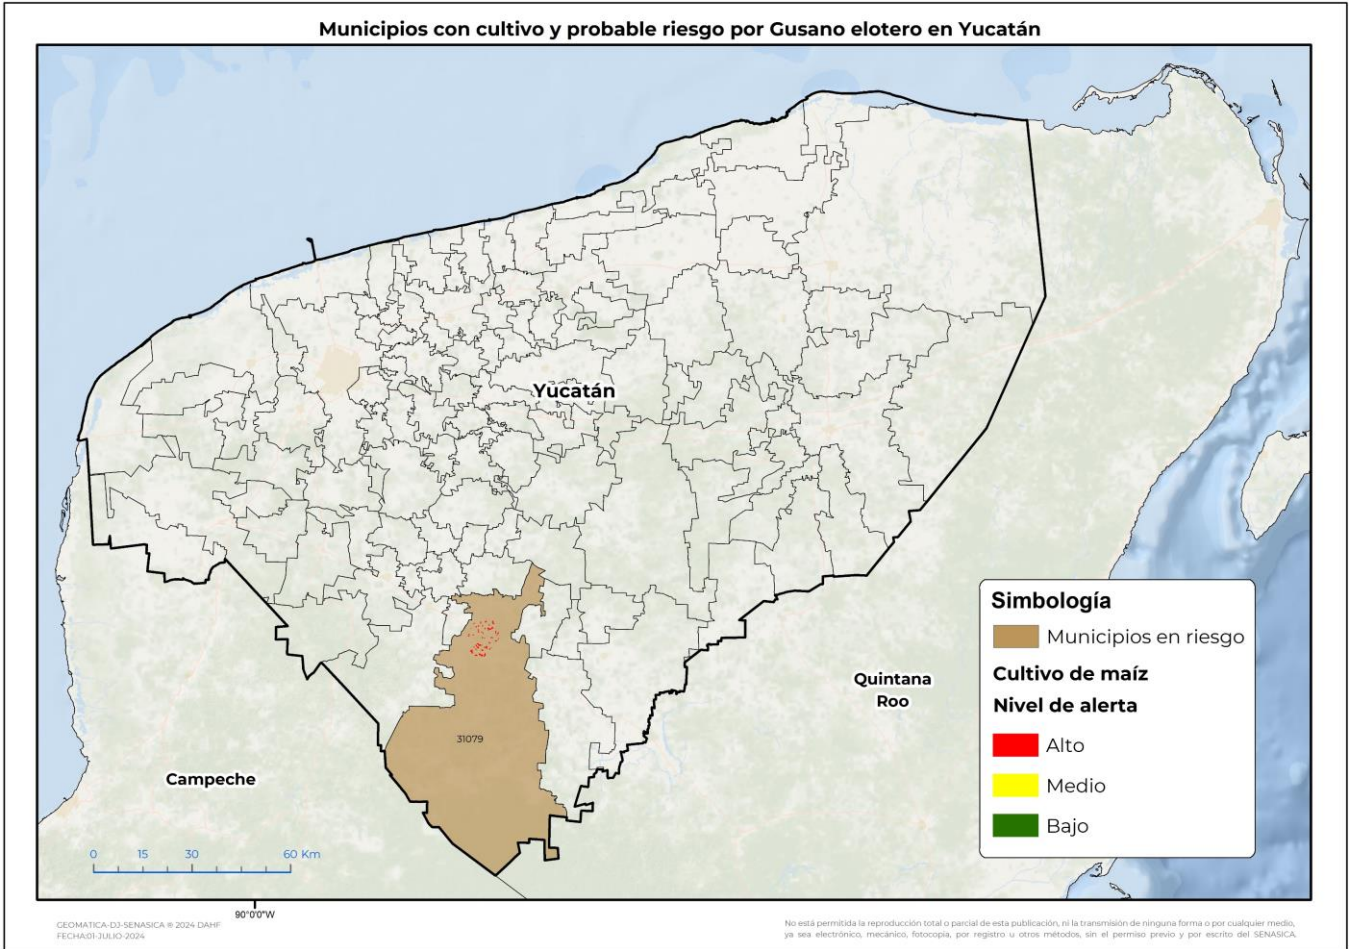 Municipios con cultivo y probable riesgo por Gusano elotero en Yucatán
Yucatán
Simbología
Municipios en riesgo
Cultivo de maíz
Nivel de alerta
Alto
Medio
Bajo
Quintana
Roo
31079
Campeche
0 15 30 60 Km
90°0'0"W
GEOMATICA-DJ-SENASICA ® 2024 DAHF
FECHA:01-JULIO-2024
No está permitida la reproducción total o parcial de esta publicación, ni la transmisión de ninguna forma o por cualquier medio,
ya sea electrónico, mecánico, fotocopia, por registro u otros métodos, sin el permiso previo y por escrito del SENASICA.